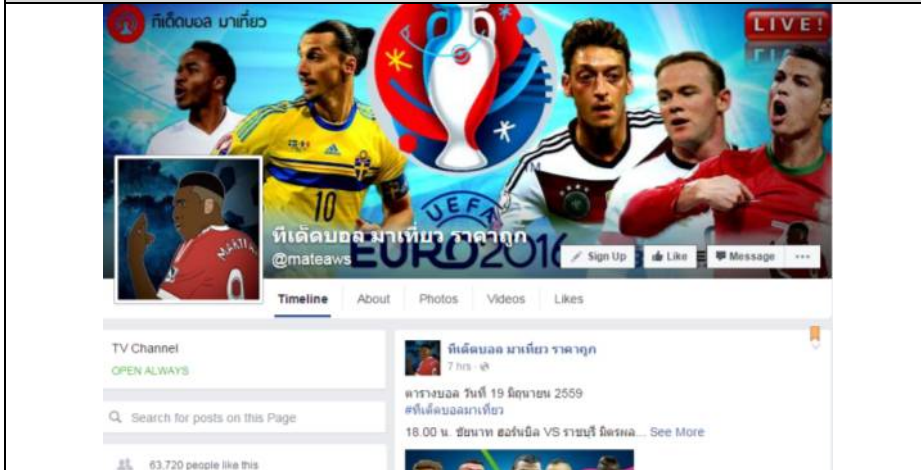 ทีเด็ดบอล มาเที่ยว
LIVE!
10
UEFA
EURO2016
TM
MARTIAL
9
ทีเด็ดบอล มาเที่ยว ราคาถูก
@mateaws
Sign Up
Like
Message
Timeline
About
Photos
Videos
Likes
TV Channel
OPEN ALWAYS
Search for posts on this Page
63,720 people like this
ทีเด็ดบอล มาเที่ยว ราคาถูก
7 hrs
ตารางบอล วันที่ 19 มิถุนายน 2559
#ทีเด็ดบอลมาเที่ยว
18.00 น. ชัยนาท ฮอร์นบิล VS ราชบุรี มิตรผล... See More